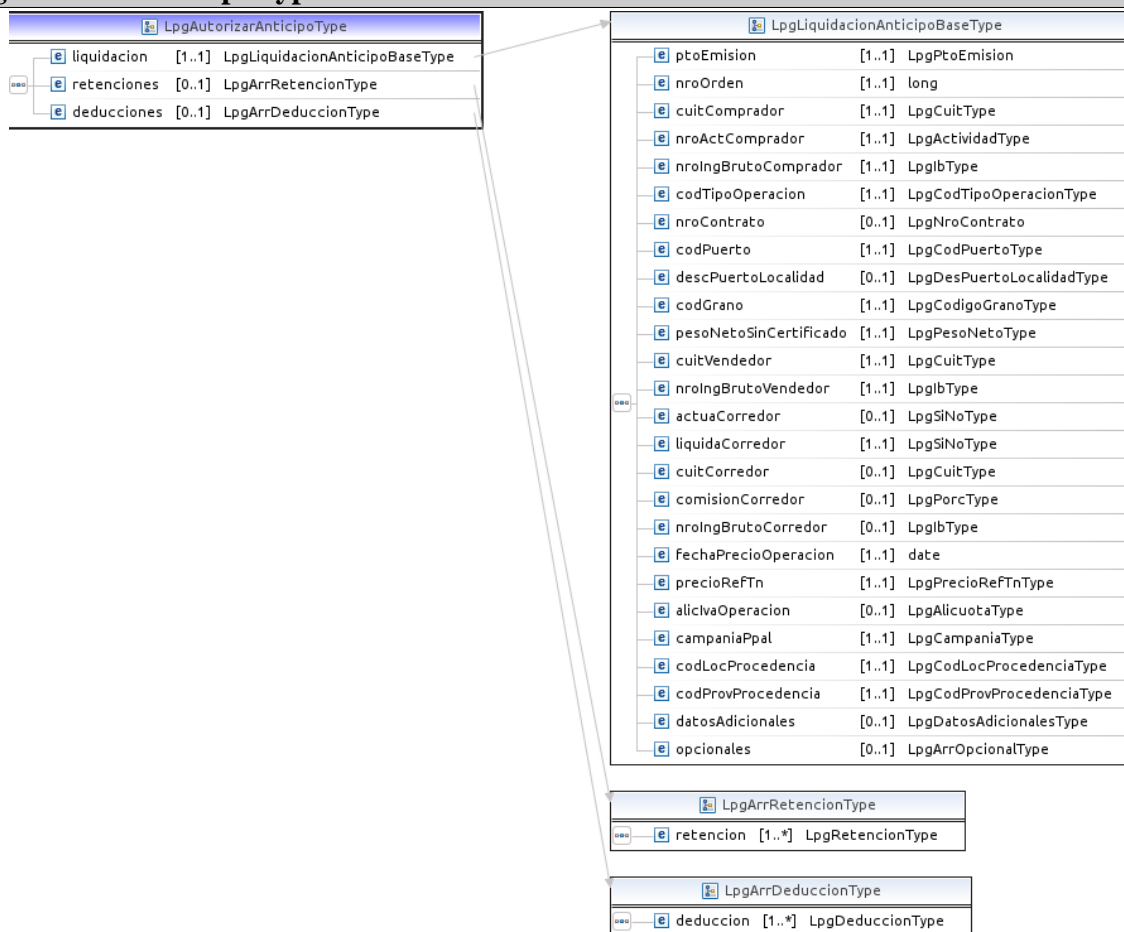 LpgAutorizarAnticipoType
liquidacion [1..1] LpgLiquidacionAnticipoBaseType
retenciones [0..1] LpgArrRetencionType
deducciones [0..1] LpgArrDeduccionType
LpgLiquidacionAnticipoBaseType
ptoEmision [1..1] LpgPtoEmision
nroOrden [1..1] long
cuitComprador [1..1] LpgCuitType
nroActComprador [1..1] LpgActividadType
nroIngBrutoComprador [1..1] LpgIbType
codTipoOperacion [1..1] LpgCodTipoOperacionType
nroContrato [0..1] LpgNroContrato
codPuerto [1..1] LpgCodPuertoType
descPuertoLocalidad [0..1] LpgDesPuertoLocalidadType
codGrano [1..1] LpgCodigoGranoType
pesoNetoSinCertificado [1..1] LpgPesoNetoType
cuitVendedor [1..1] LpgCuitType
nroIngBrutoVendedor [1..1] LpgIbType
actuaCorredor [0..1] LpgSiNoType
liquidaCorredor [1..1] LpgSiNoType
cuitCorredor [0..1] LpgCuitType
comisionCorredor [0..1] LpgPorcType
nroIngBrutoCorredor [0..1] LpgIbType
fechaPrecioOperacion [1..1] date
precioRefTn [1..1] LpgPrecioRefTnType
alicIvaOperacion [0..1] LpgAlicuotaType
campaniaPpal [1..1] LpgCampaniaType
codLocProcedencia [1..1] LpgCodLocProcedenciaType
codProvProcedencia [1..1] LpgCodProvProcedenciaType
datosAdicionales [0..1] LpgDatosAdicionalesType
opcionales [0..1] LpgArrOpcionalType
LpgArrRetencionType
retencion [1..*] LpgRetencionType
LpgArrDeduccionType
deduccion [1..*] LpgDeduccionType